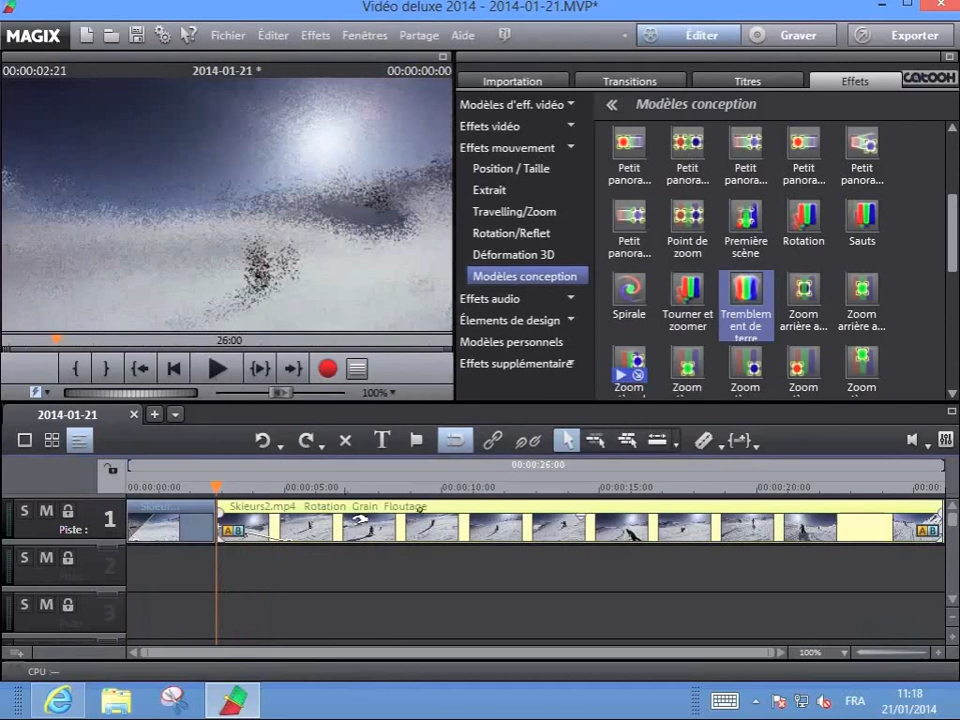 Vidéo deluxe 2014 - 2014-01-21.MVP*
MAGIX
Fichier Éditer Effets Fenêtres Partage Aide
Éditer
Graver
Exporter
00:00:02:21 2014-01-21 * 00:00:00:00
26:00
100%
Importation Transitions Titres Effets CATOOH
Modèles d'eff. vidéo
Effets vidéo
Effets mouvement
Position / Taille
Extrait
Travelling/Zoom
Rotation/Reflet
Déformation 3D
Modèles conception
Effets audio
Éléments de design
Modèles personnels
Effets supplémentaire
Modèles conception
Petit panora...
Petit panora...
Petit panora...
Petit panora...
Petit panora...
Petit panora...
Point de zoom
Première scène
Rotation
Sauts
Spirale
Tourner et zoomer
Tremblem ent de terre
Zoom arrière a...
Zoom arrière a...
Zoom
Zoom
Zoom
Zoom
Zoom
2014-01-21
00:00:26:00
00:00:00:00 00:00:05:00 00:00:10:00 00:00:15:00 00:00:20:00 00:00:
S M
Piste : 1
Skieurs2.mp4 Rotation Grain Floutage
A B
A B
S M
2
S M
3
100%
CPU :
FRA
11:18
21/01/2014